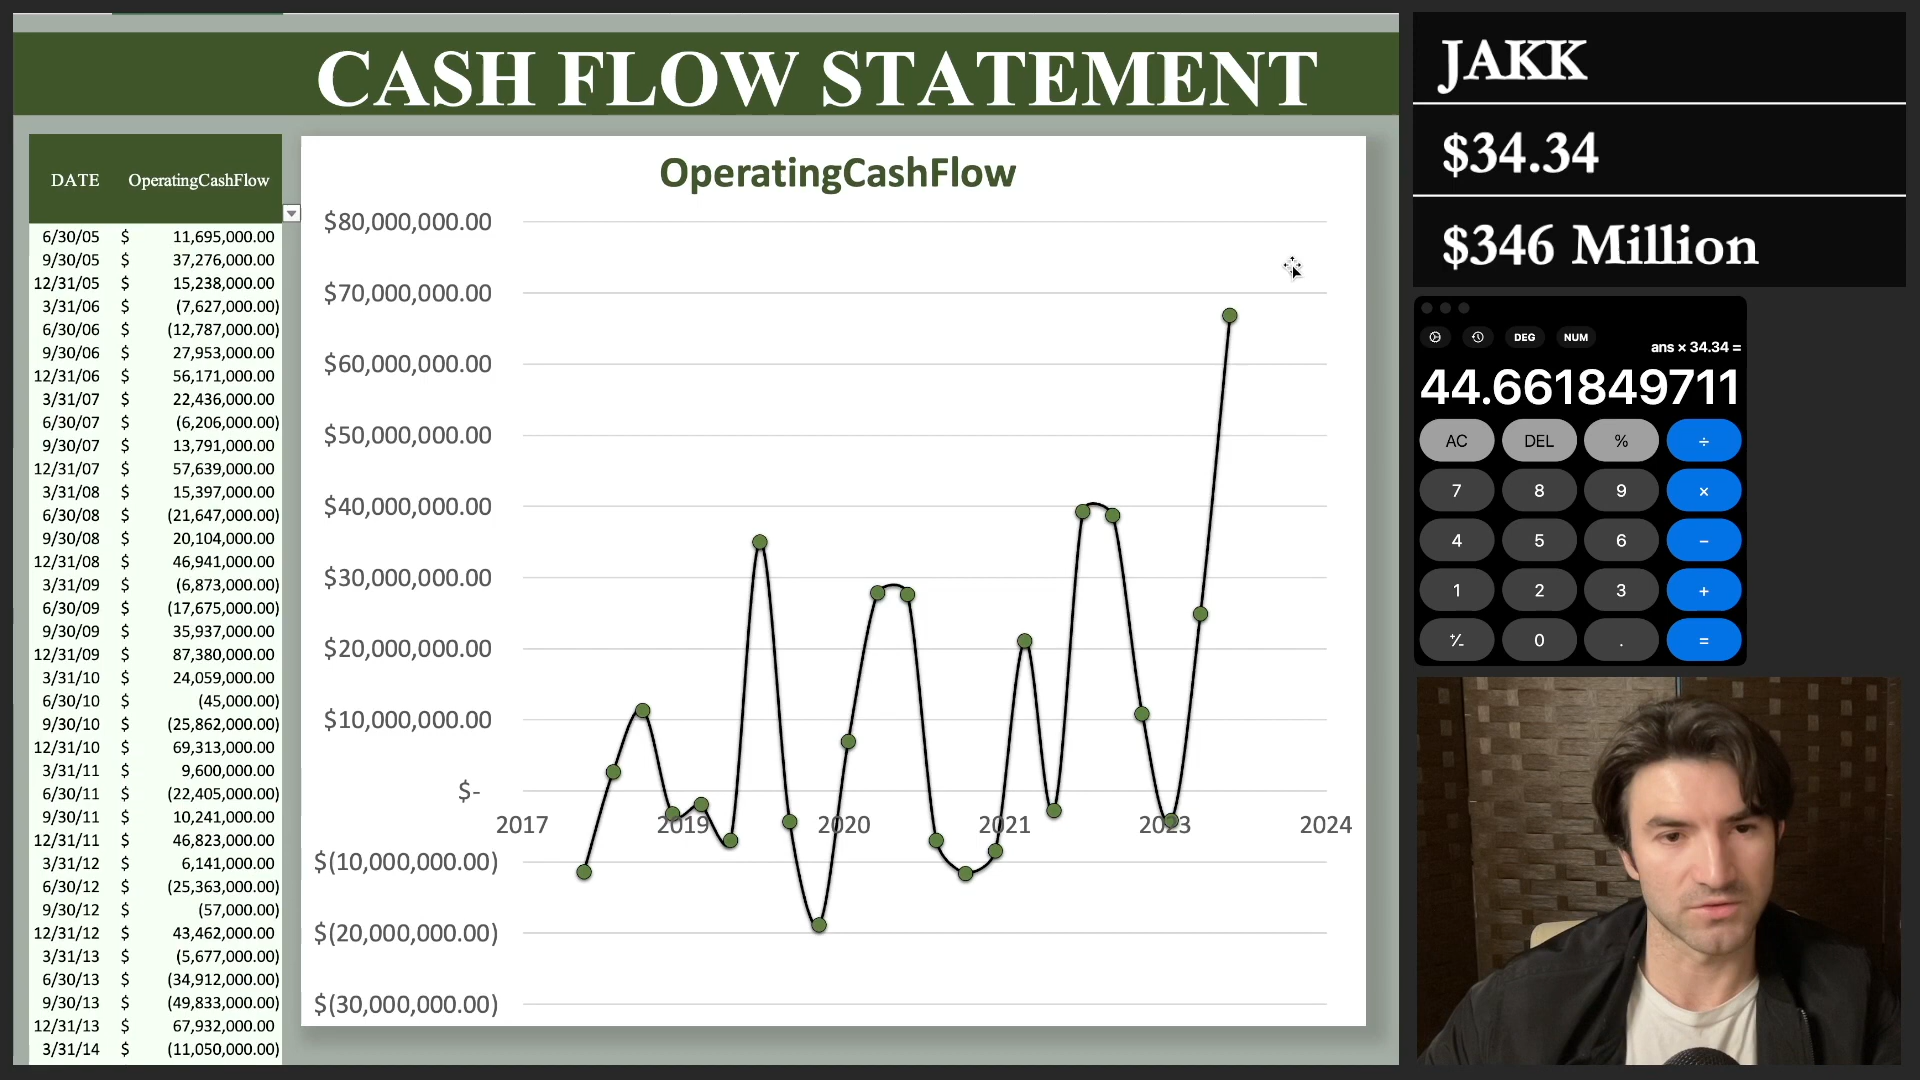 CASH FLOW STATEMENT
DATE OperatingCashFlow
6/30/05 $ 11,695,000.00
9/30/05 $ 37,276,000.00
12/31/05 $ 15,238,000.00
3/31/06 $ (7,627,000.00)
6/30/06 $ (12,787,000.00)
9/30/06 $ 27,953,000.00
12/31/06 $ 56,171,000.00
3/31/07 $ 22,436,000.00
6/30/07 $ (6,206,000.00)
9/30/07 $ 13,791,000.00
12/31/07 $ 57,639,000.00
3/31/08 $ 15,397,000.00
6/30/08 $ (21,647,000.00)
9/30/08 $ 20,104,000.00
12/31/08 $ 46,941,000.00
3/31/09 $ (6,873,000.00)
6/30/09 $ (17,675,000.00)
9/30/09 $ 35,937,000.00
12/31/09 $ 87,380,000.00
3/31/10 $ 24,059,000.00
6/30/10 $ (45,000.00)
9/30/10 $ (25,862,000.00)
12/31/10 $ 69,313,000.00
3/31/11 $ 9,600,000.00
6/30/11 $ (22,405,000.00)
9/30/11 $ 10,241,000.00
12/31/11 $ 46,823,000.00
3/31/12 $ 6,141,000.00
6/30/12 $ (25,363,000.00)
9/30/12 $ (57,000.00)
12/31/12 $ 43,462,000.00
3/31/13 $ (5,677,000.00)
6/30/13 $ (34,912,000.00)
9/30/13 $ (49,833,000.00)
12/31/13 $ 67,932,000.00
3/31/14 $ (11,050,000.00)
OperatingCashFlow
$80,000,000.00
$70,000,000.00
$60,000,000.00
$50,000,000.00
$40,000,000.00
$30,000,000.00
$20,000,000.00
$10,000,000.00
$-
2017 2019 2020 2021 2023 2024
$(10,000,000.00)
$(20,000,000.00)
$(30,000,000.00)
JAKK
$34.34
$346 Million
DEG NUM
ans × 34.34 =
44.661849711
AC DEL % ÷
7 8 9 ×
4 5 6 −
1 2 3 +
+/- 0 . =